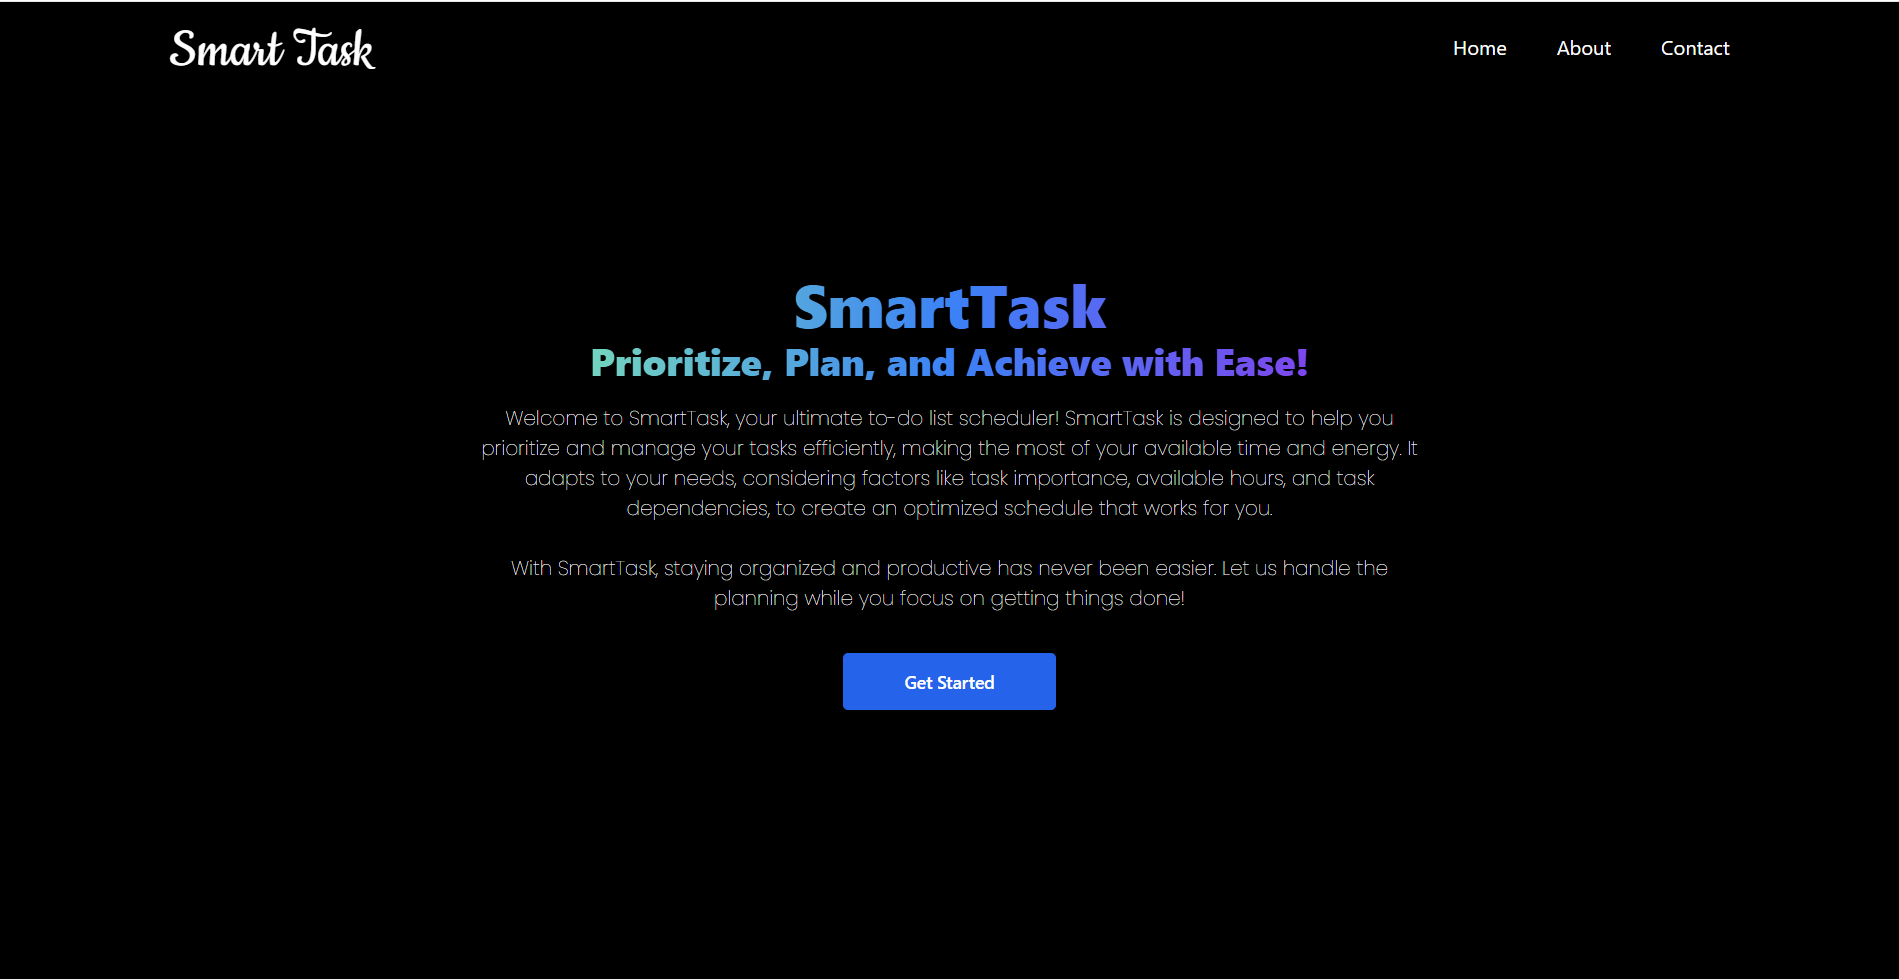 Smart Task
Home
About
Contact
SmartTask
Prioritize, Plan, and Achieve with Ease!
Welcome to SmartTask, your ultimate to-do list scheduler! SmartTask is designed to help you
prioritize and manage your tasks efficiently, making the most of your available time and energy. It
adapts to your needs, considering factors like task importance, available hours, and task
dependencies, to create an optimized schedule that works for you.
With SmartTask, staying organized and productive has never been easier. Let us handle the
planning while you focus on getting things done!
Get Started